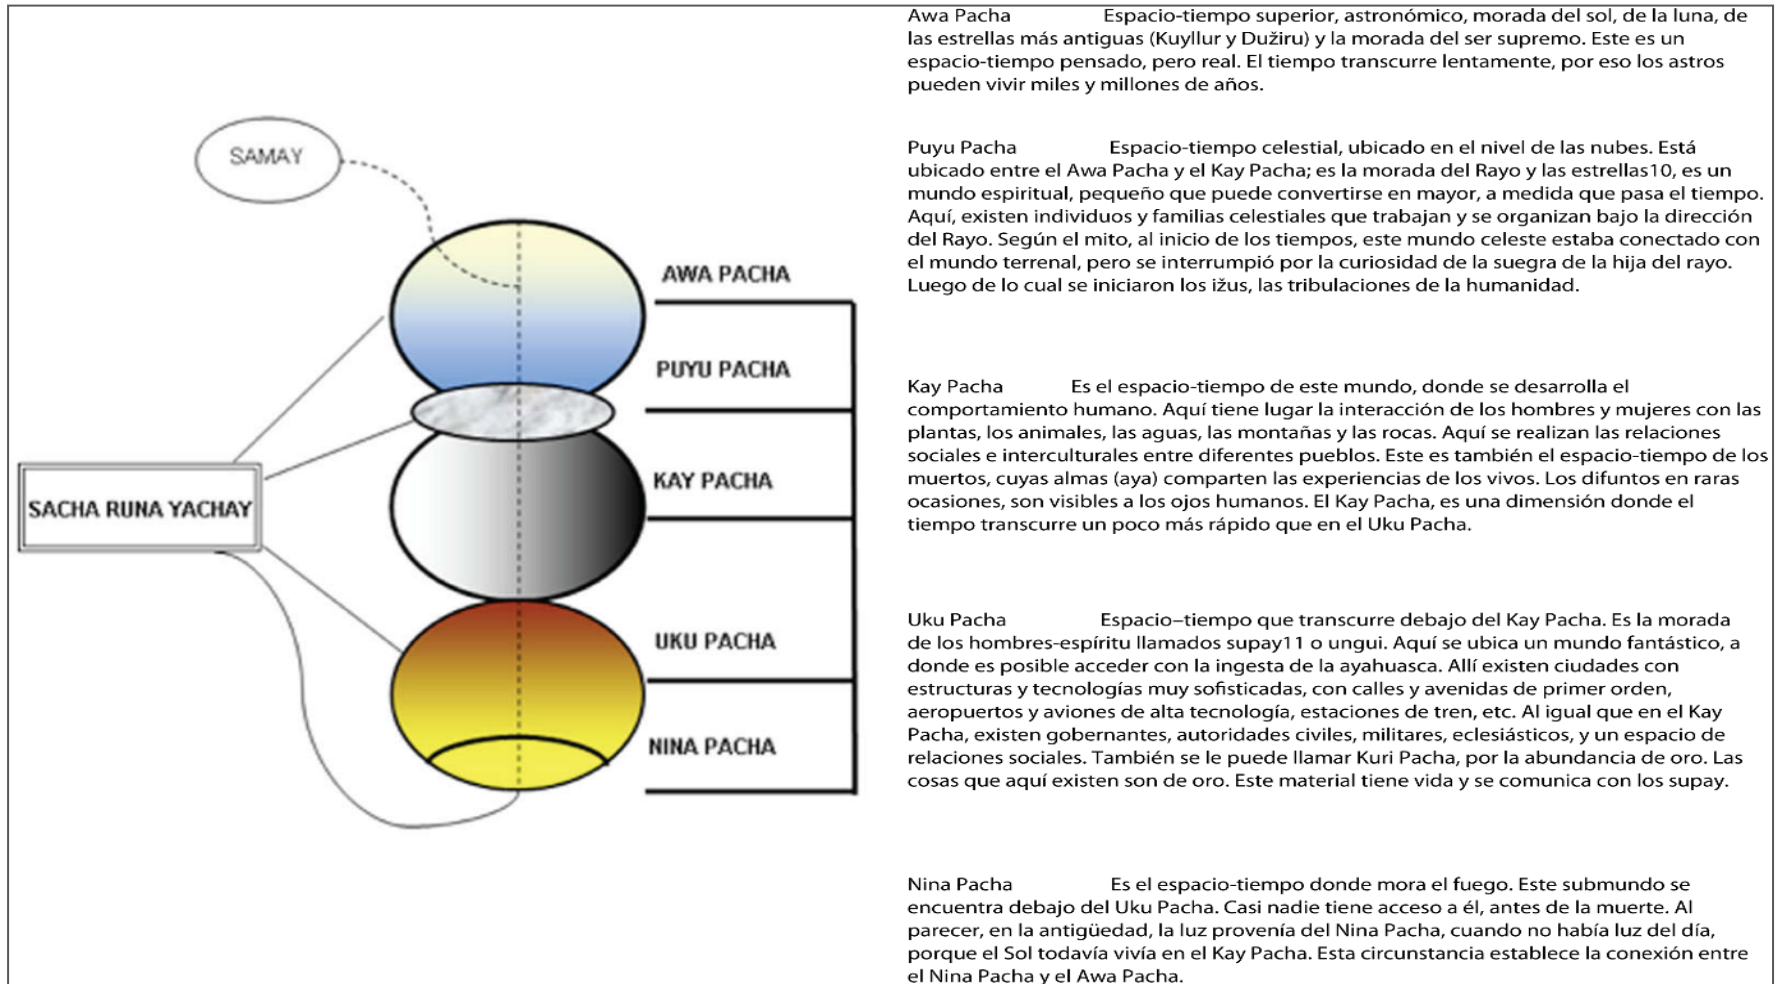 SAMAY
AWA PACHA
PUYU PACHA
KAY PACHA
SACHA RUNA YACHAY
UKU PACHA
NINA PACHA
Awa Pacha Espacio-tiempo superior, astronómico, morada del sol, de la luna, de
las estrellas más antiguas (Kuyllur y Dužiru) y la morada del ser supremo. Este es un
espacio-tiempo pensado, pero real. El tiempo transcurre lentamente, por eso los astros
pueden vivir miles y millones de años.
Puyu Pacha Espacio-tiempo celestial, ubicado en el nivel de las nubes. Está
ubicado entre el Awa Pacha y el Kay Pacha; es la morada del Rayo y las estrellas10, es un
mundo espiritual, pequeño que puede convertirse en mayor, a medida que pasa el tiempo.
Aquí, existen individuos y familias celestiales que trabajan y se organizan bajo la dirección
del Rayo. Según el mito, al inicio de los tiempos, este mundo celeste estaba conectado con
el mundo terrenal, pero se interrumpió por la curiosidad de la suegra de la hija del rayo.
Luego de lo cual se iniciaron los ižus, las tribulaciones de la humanidad.
Kay Pacha Es el espacio-tiempo de este mundo, donde se desarrolla el
comportamiento humano. Aquí tiene lugar la interacción de los hombres y mujeres con las
plantas, los animales, las aguas, las montañas y las rocas. Aquí se realizan las relaciones
sociales e interculturales entre diferentes pueblos. Este es también el espacio-tiempo de los
muertos, cuyas almas (aya) comparten las experiencias de los vivos. Los difuntos en raras
ocasiones, son visibles a los ojos humanos. El Kay Pacha, es una dimensión donde el
tiempo transcurre un poco más rápido que en el Uku Pacha.
Uku Pacha Espacio–tiempo que transcurre debajo del Kay Pacha. Es la morada
de los hombres-espíritu llamados supay11 o ungui. Aquí se ubica un mundo fantástico, a
donde es posible acceder con la ingesta de la ayahuasca. Allí existen ciudades con
estructuras y tecnologías muy sofisticadas, con calles y avenidas de primer orden,
aeropuertos y aviones de alta tecnología, estaciones de tren, etc. Al igual que en el Kay
Pacha, existen gobernantes, autoridades civiles, militares, eclesiásticos, y un espacio de
relaciones sociales. También se le puede llamar Kuri Pacha, por la abundancia de oro. Las
cosas que aquí existen son de oro. Este material tiene vida y se comunica con los supay.
Nina Pacha Es el espacio-tiempo donde mora el fuego. Este submundo se
encuentra debajo del Uku Pacha. Casi nadie tiene acceso a él, antes de la muerte. Al
parecer, en la antigüedad, la luz provenía del Nina Pacha, cuando no había luz del día,
porque el Sol todavía vivía en el Kay Pacha. Esta circunstancia establece la conexión entre
el Nina Pacha y el Awa Pacha.